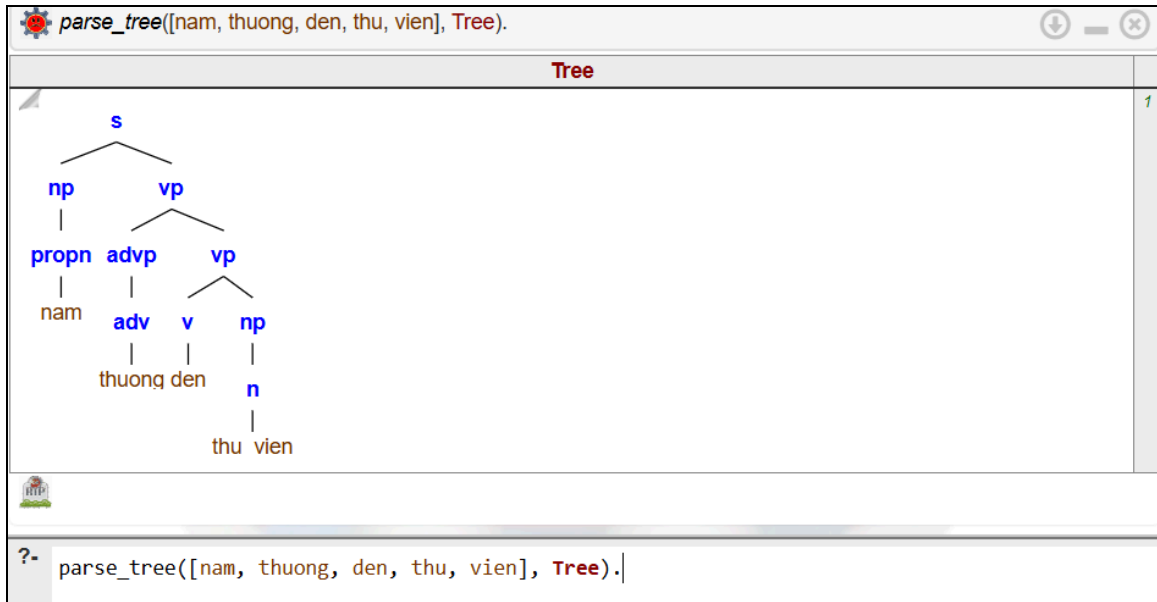 parse_tree([nam, thuong, den, thu, vien], Tree).
Tree
1
s
np vp
propn advp vp
nam adv v np
thuong den n
thu vien
RIP
?- parse_tree([nam, thuong, den, thu, vien], Tree).